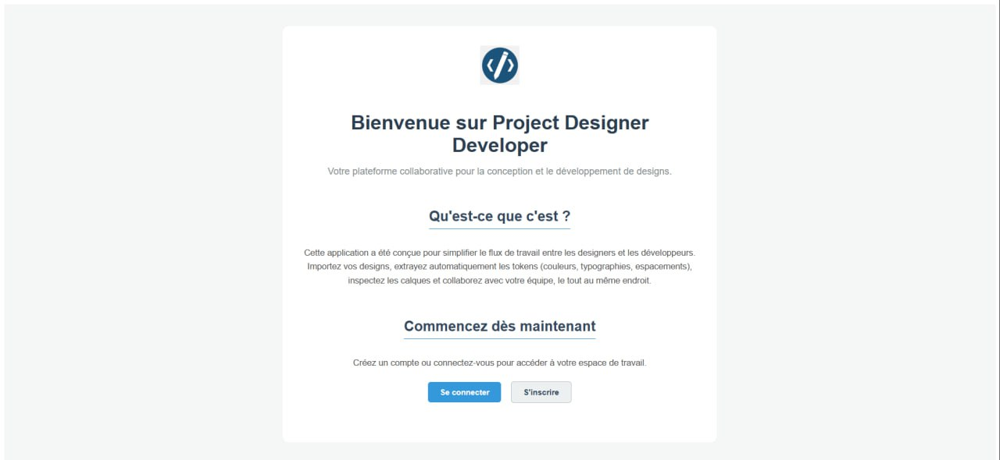 Bienvenue sur Project Designer
Developer
Votre plateforme collaborative pour la conception et le développement de designs.
Qu'est-ce que c'est ?
Cette application a été conçue pour simplifier le flux de travail entre les designers et les développeurs.
Importez vos designs, extrayez automatiquement les tokens (couleurs, typographies, espacements),
inspectez les calques et collaborez avec votre équipe, le tout au même endroit.
Commencez dès maintenant
Créez un compte ou connectez-vous pour accéder à votre espace de travail.
Se connecter
S'inscrire